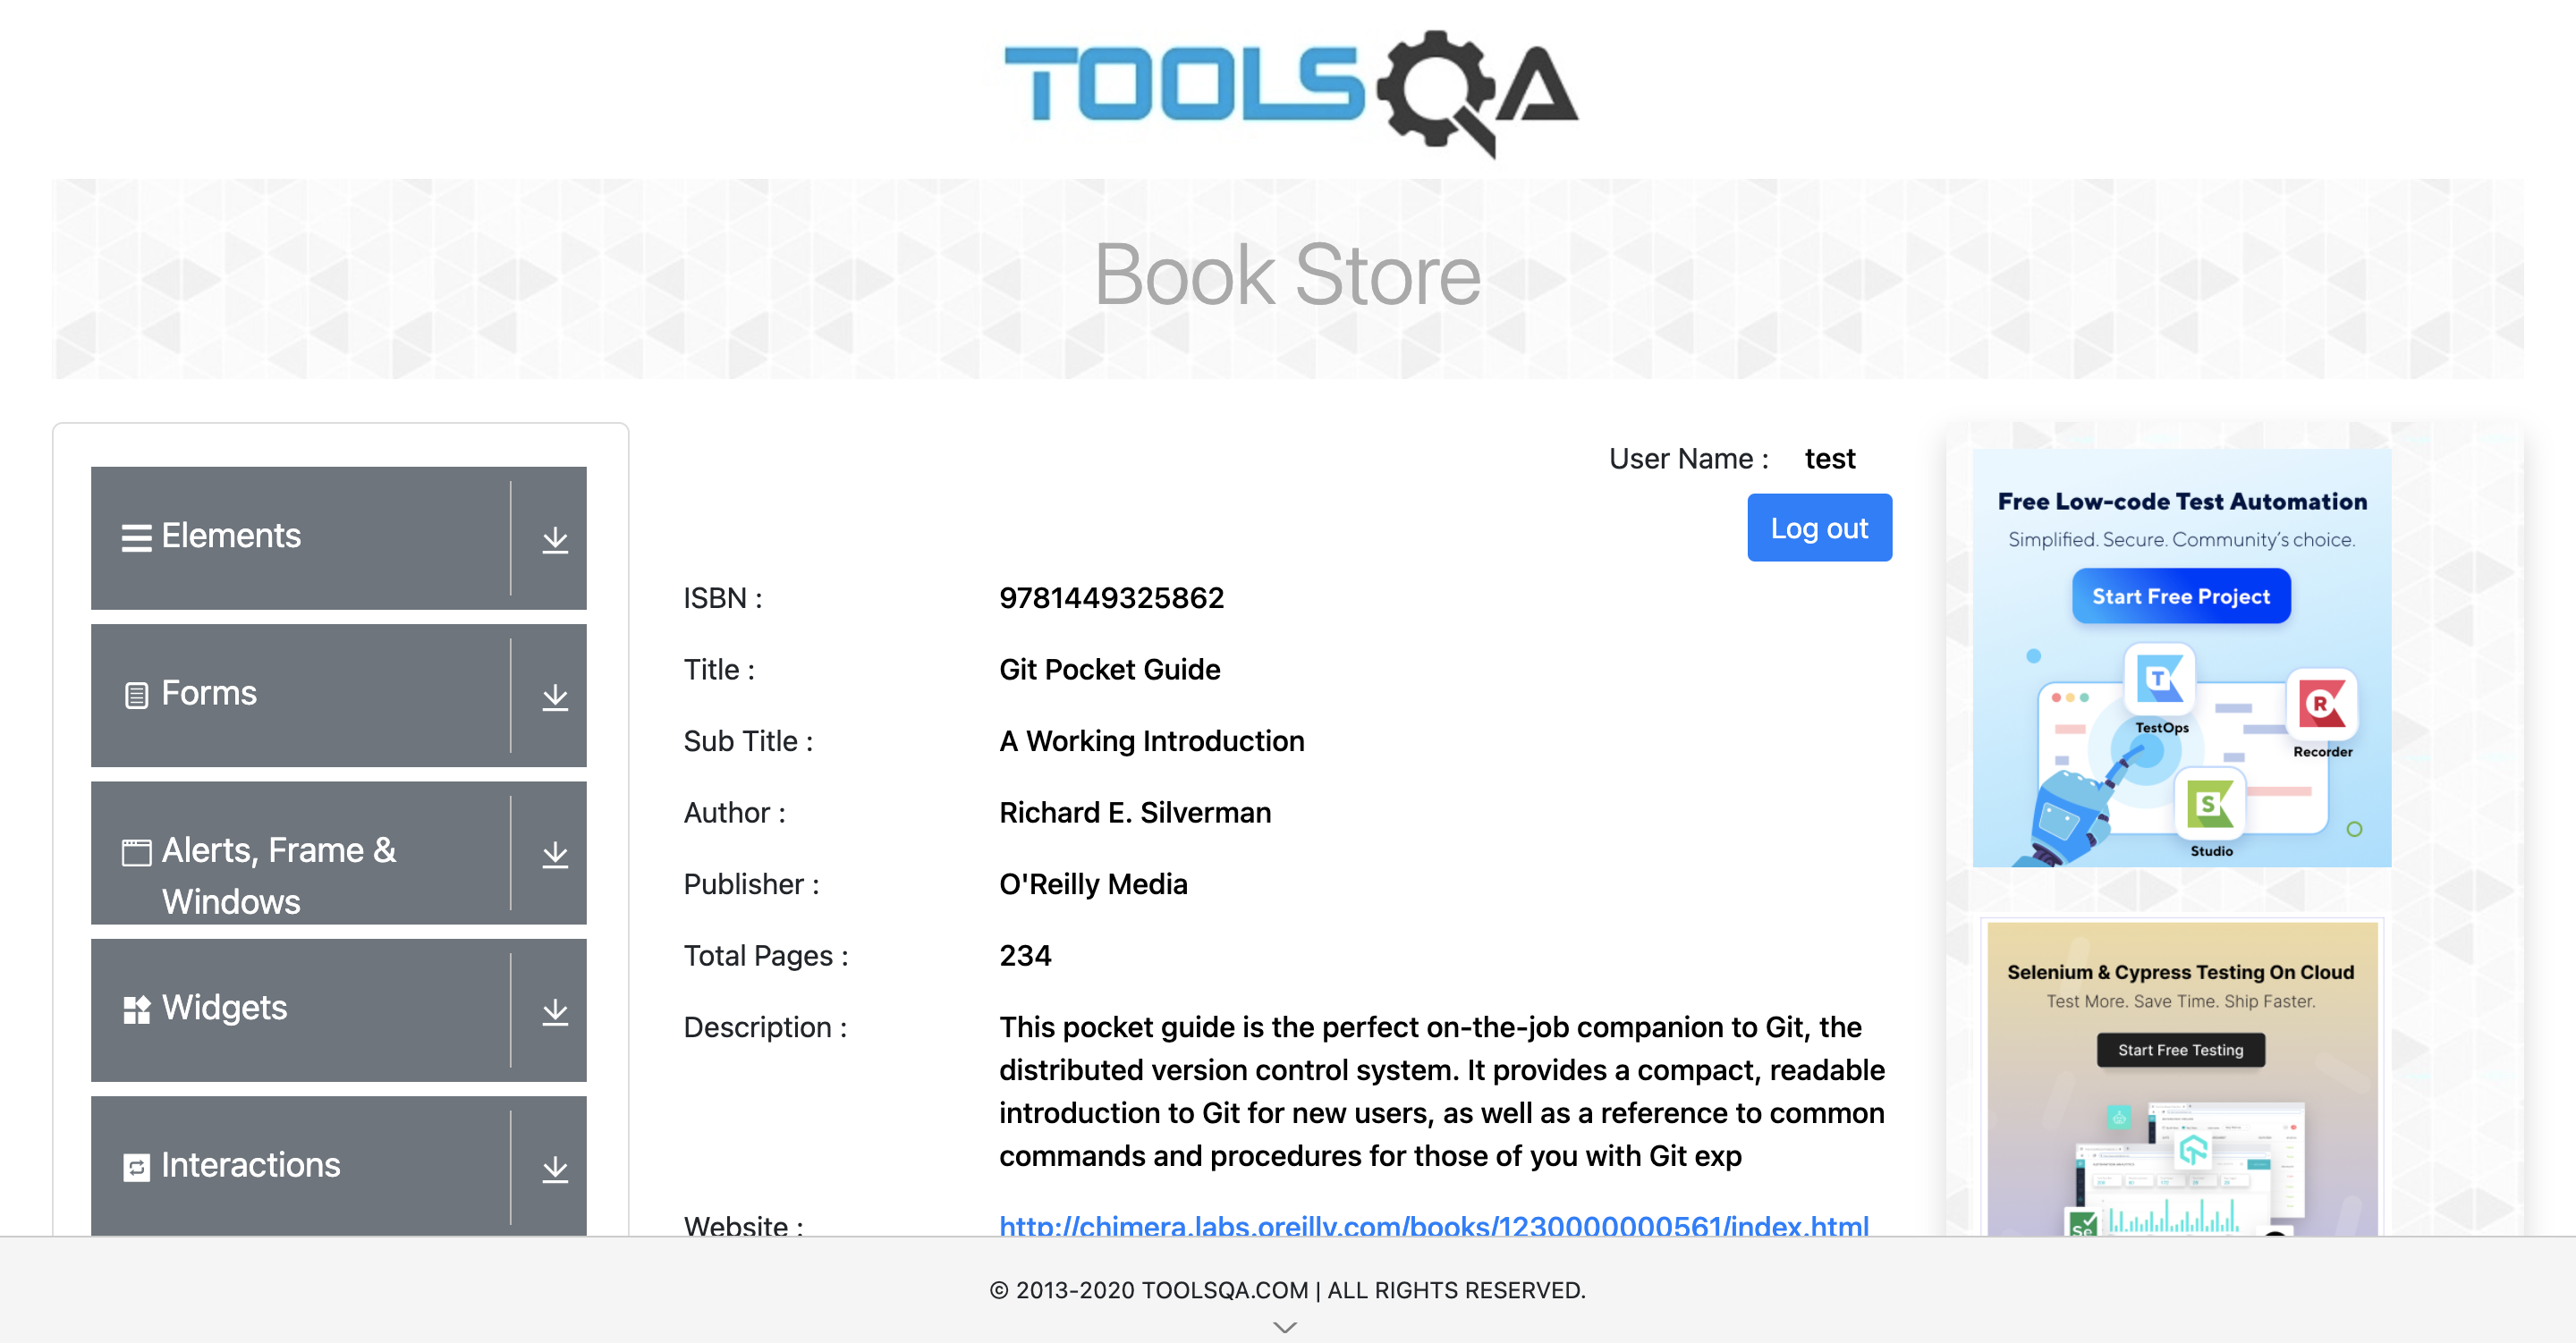 TOOLSQA
Book Store
Elements
Forms
Alerts, Frame &
Windows
Widgets
Interactions
User Name : test
Log out
ISBN : 9781449325862
Title : Git Pocket Guide
Sub Title : A Working Introduction
Author : Richard E. Silverman
Publisher : O'Reilly Media
Total Pages : 234
Description : This pocket guide is the perfect on-the-job companion to Git, the
distributed version control system. It provides a compact, readable
introduction to Git for new users, as well as a reference to common
commands and procedures for those of you with Git exp
Website : http://chimera.labs.oreilly.com/books/1230000000561/index.html
Free Low-code Test Automation
Simplified. Secure. Community's choice.
Start Free Project
T
TestOps
R
Recorder
S
Studio
Selenium & Cypress Testing On Cloud
Test More. Save Time. Ship Faster.
Start Free Testing
Se
© 2013-2020 TOOLSQA.COM | ALL RIGHTS RESERVED.